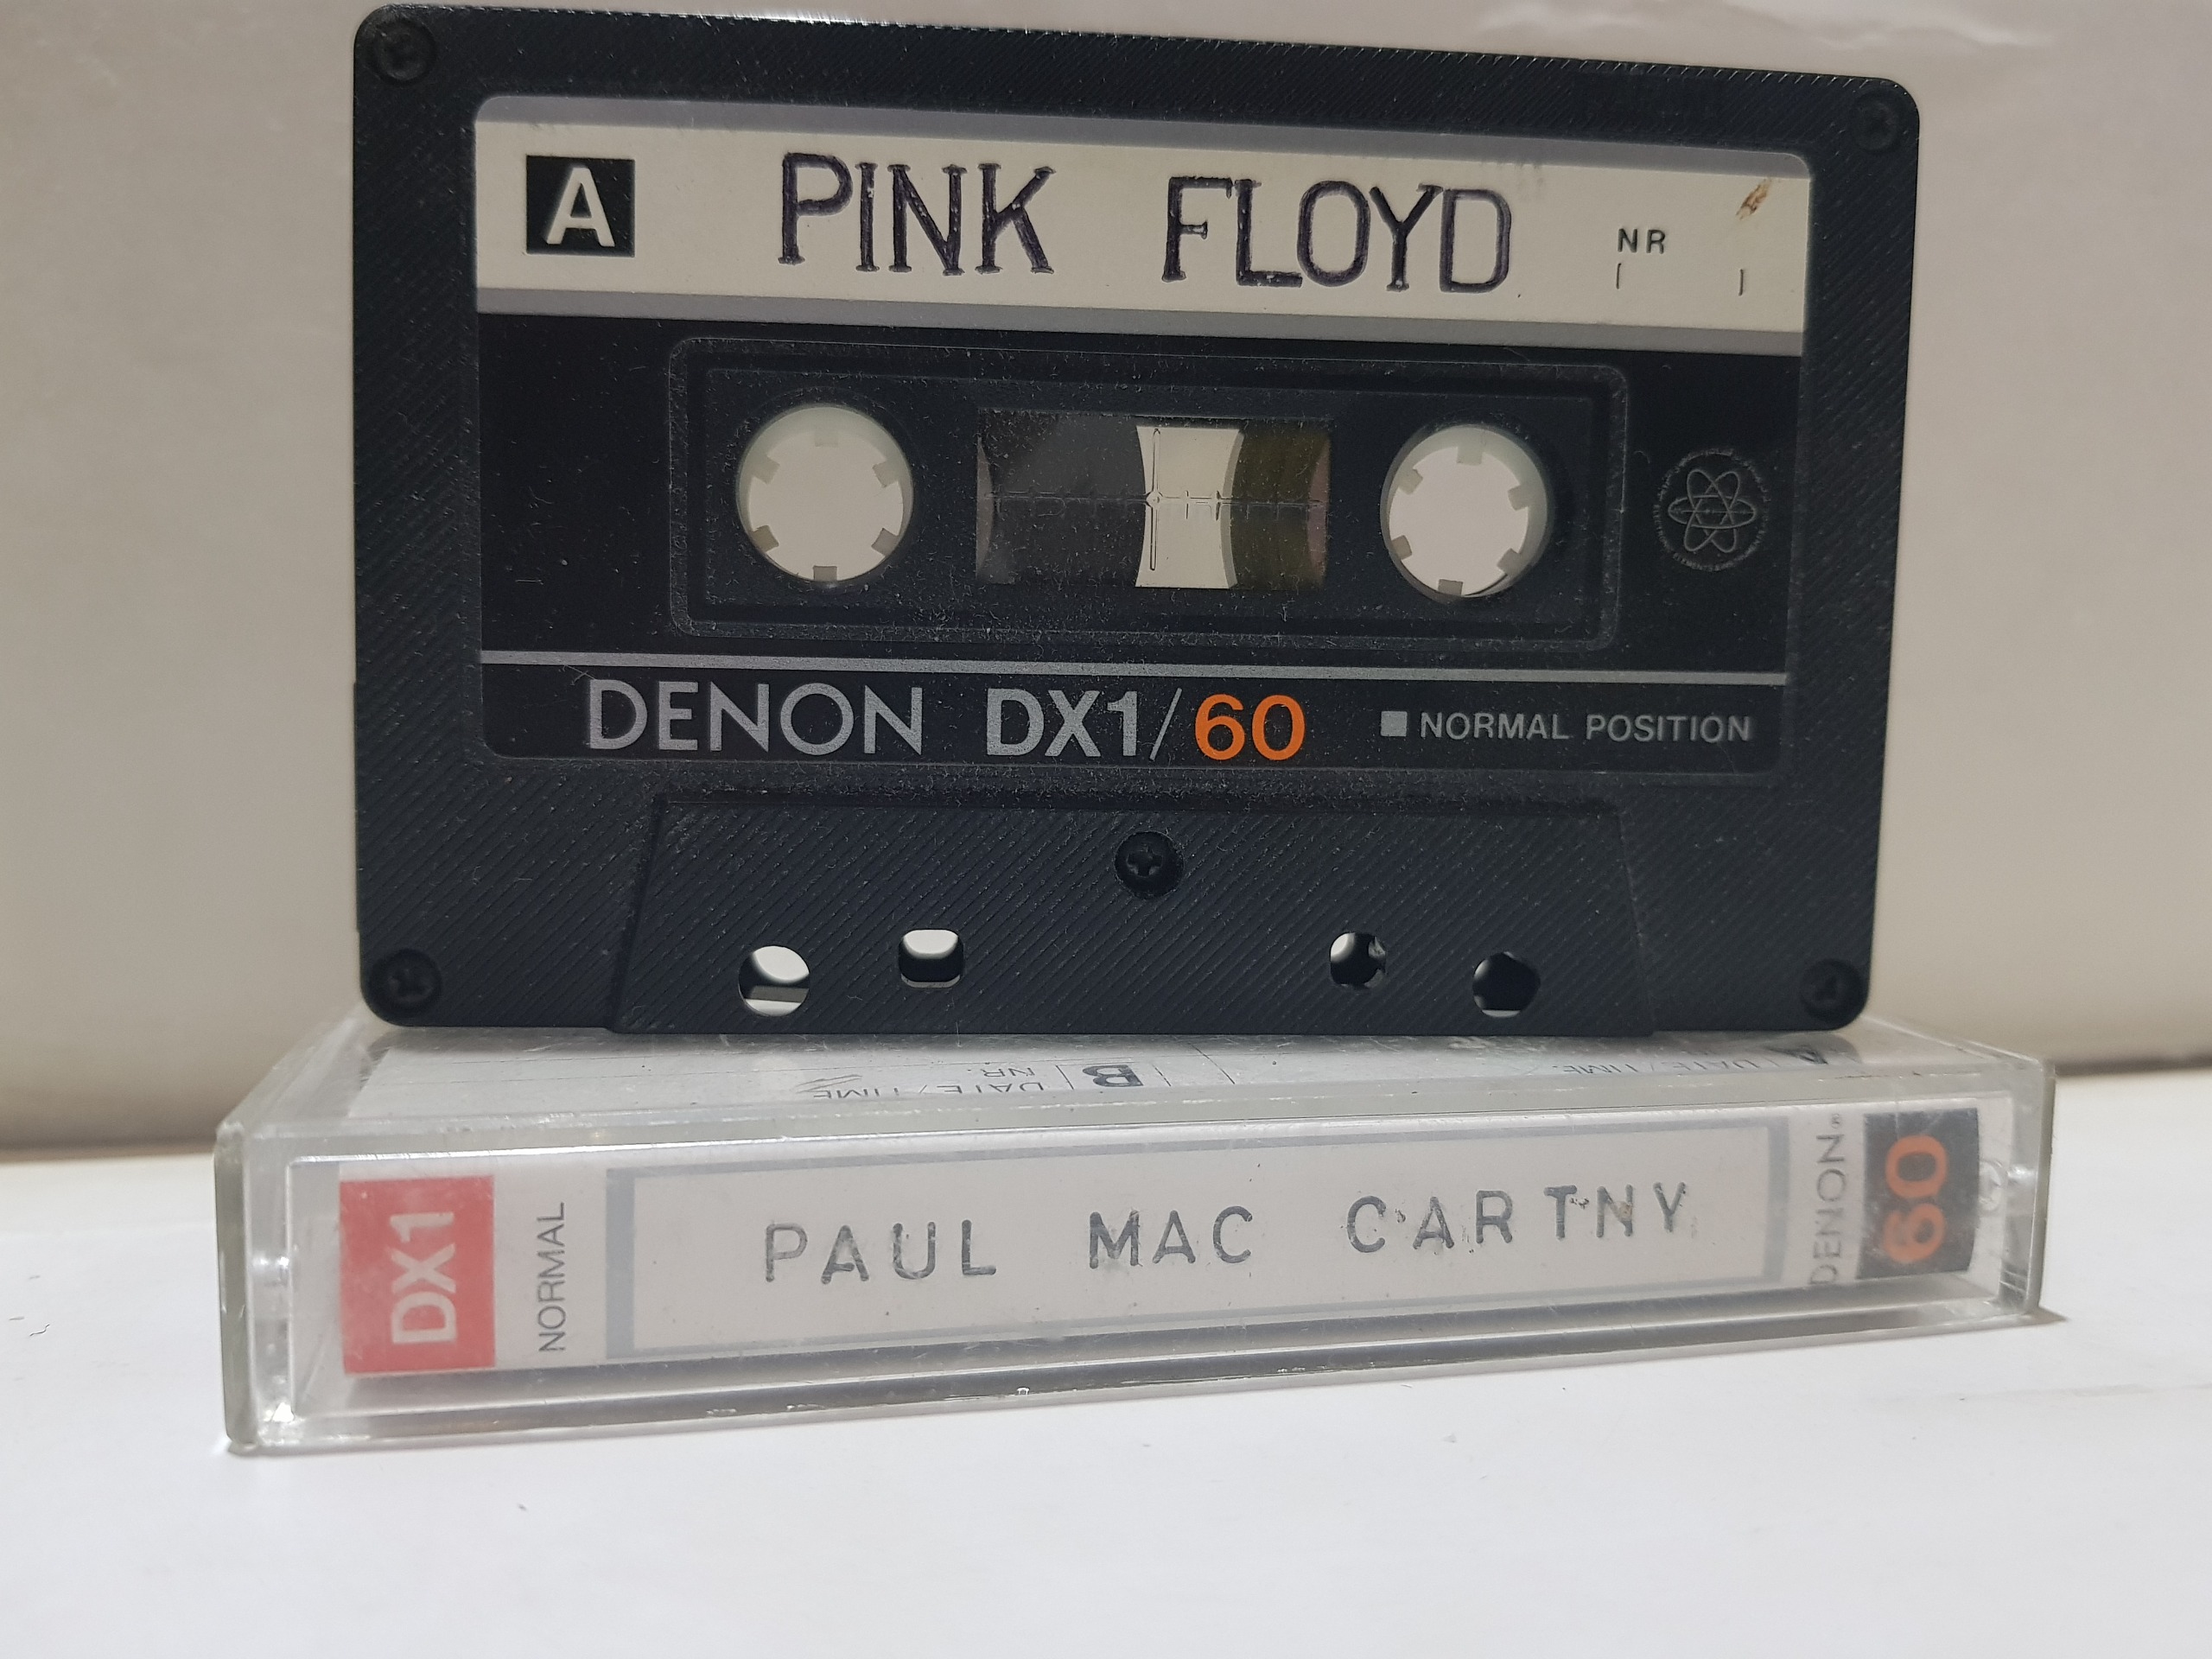 A PINK FLOYD NR
DENON DX1/60 NORMAL POSITION
A DATE/TIME
B DATE/TIME
NR.
DX1 NORMAL PAUL MAC CARTNY DENON® 60